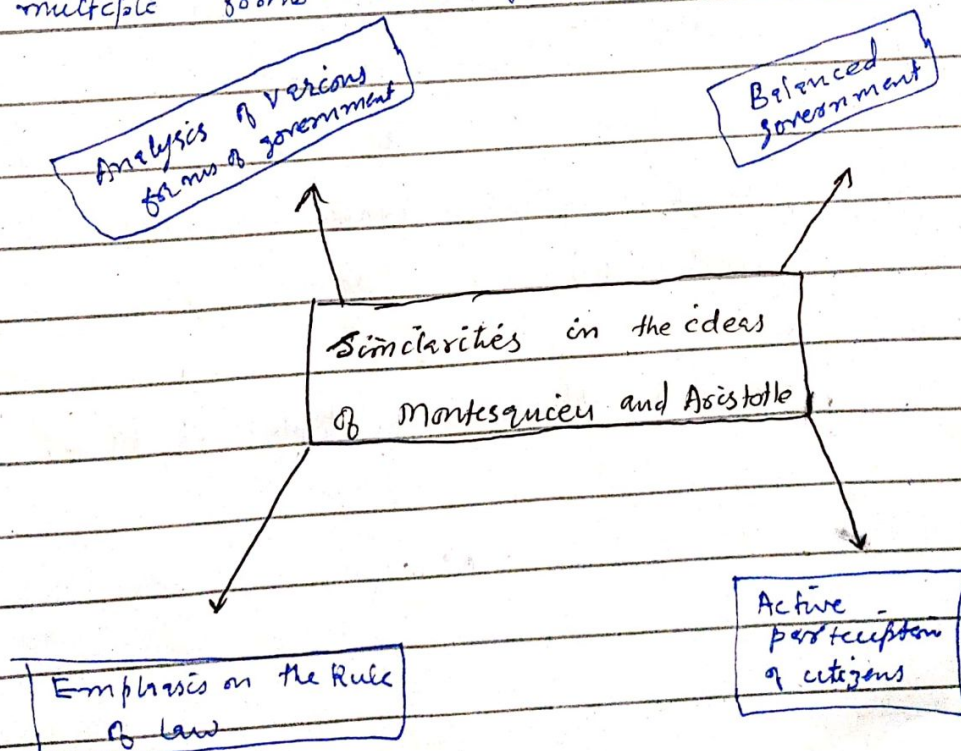 multiple
Analysis of various
forms of government
Balanced
government
Similarities in the ideas
of Montesquieu and Aristotle
Emphasis on the Rule
of law
Active
participation
of citizens